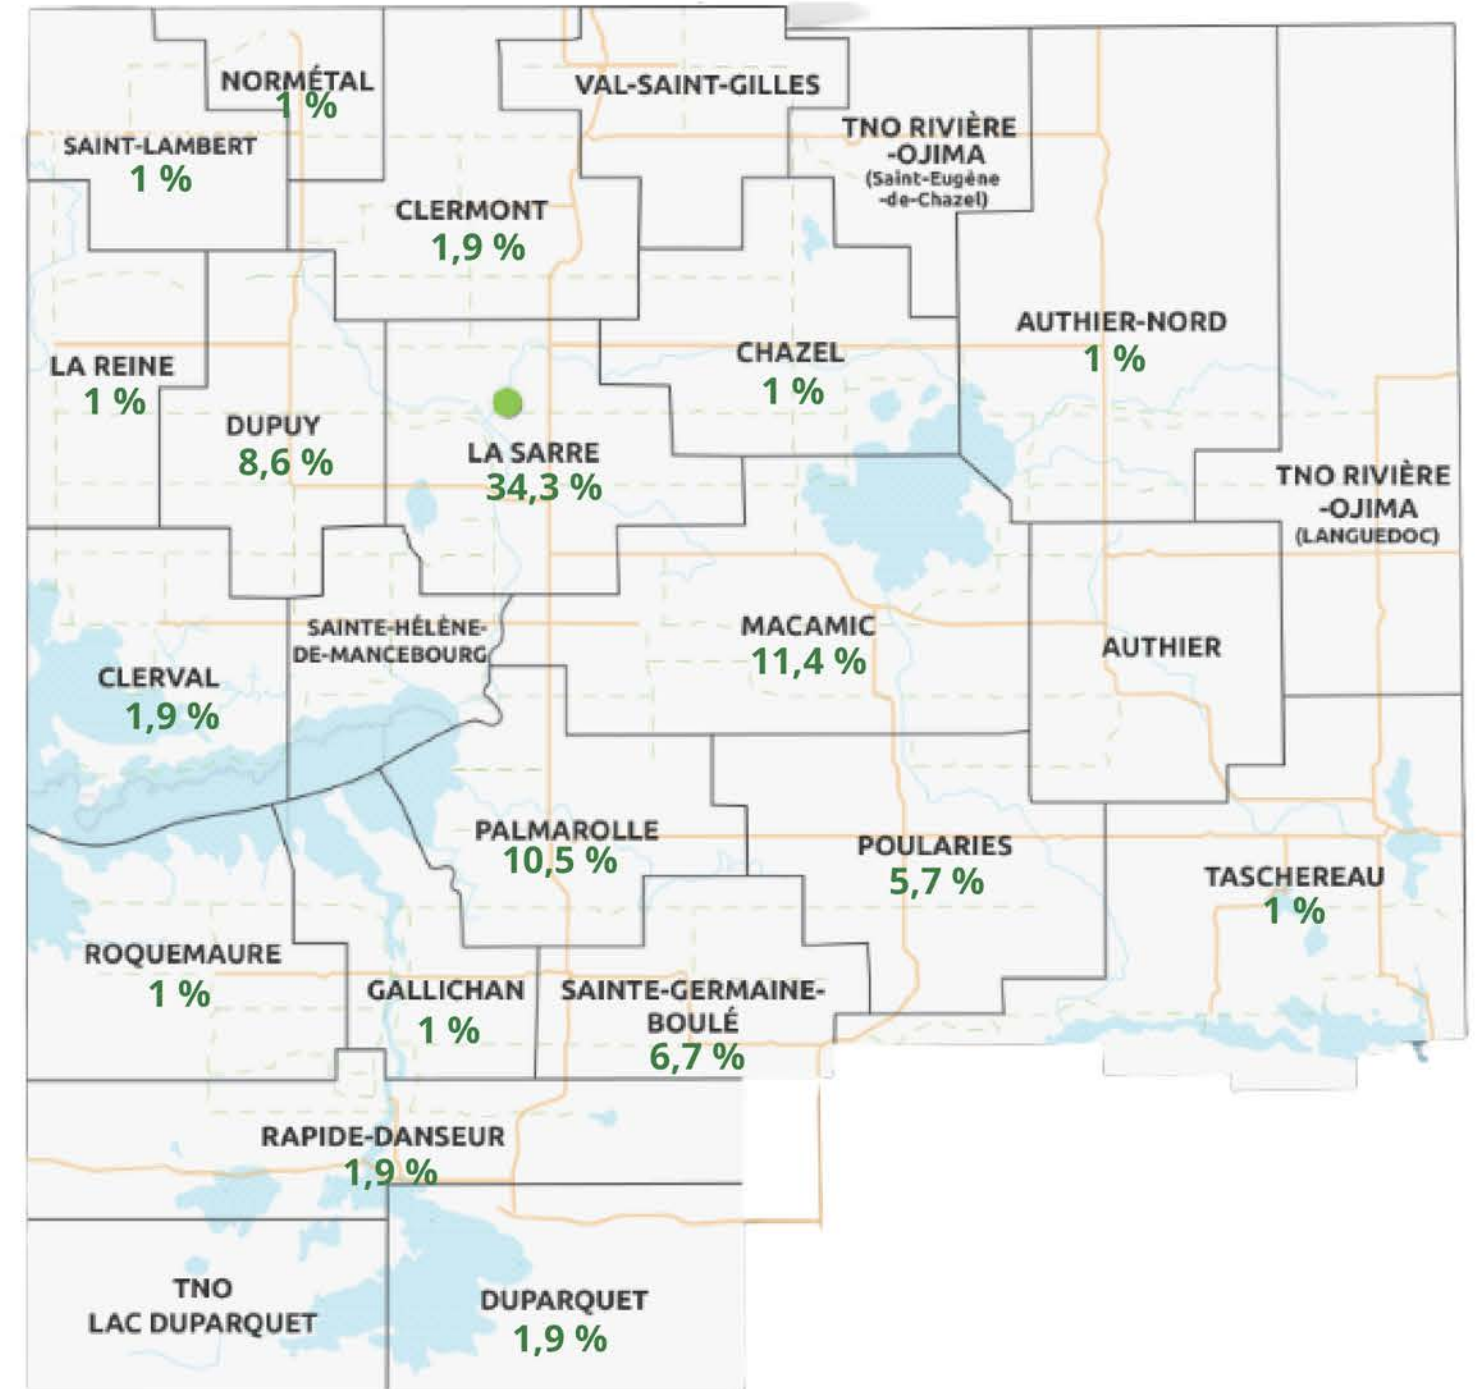 NORMÉTAL
1 %
VAL-SAINT-GILLES
TNO RIVIÈRE
-OJIMA
(Saint-Eugène
-de-Chazel)
SAINT-LAMBERT
1 %
CLERMONT
1,9 %
AUTHIER-NORD
1 %
CHAZEL
1 %
LA REINE
1 %
DUPUY
8,6 %
LA SARRE
34,3 %
TNO RIVIÈRE
-OJIMA
(LANGUEDOC)
SAINTE-HÉLÈNE-
DE-MANCEBOURG
MACAMIC
11,4 %
AUTHIER
CLERVAL
1,9 %
PALMAROLLE
10,5 %
POULARIES
5,7 %
TASCHEREAU
1 %
ROQUEMAURE
1 %
GALLICHAN
1 %
SAINTE-GERMAINE-
BOULÉ
6,7 %
RAPIDE-DANSEUR
1,9 %
TNO
LAC DUPARQUET
DUPARQUET
1,9 %